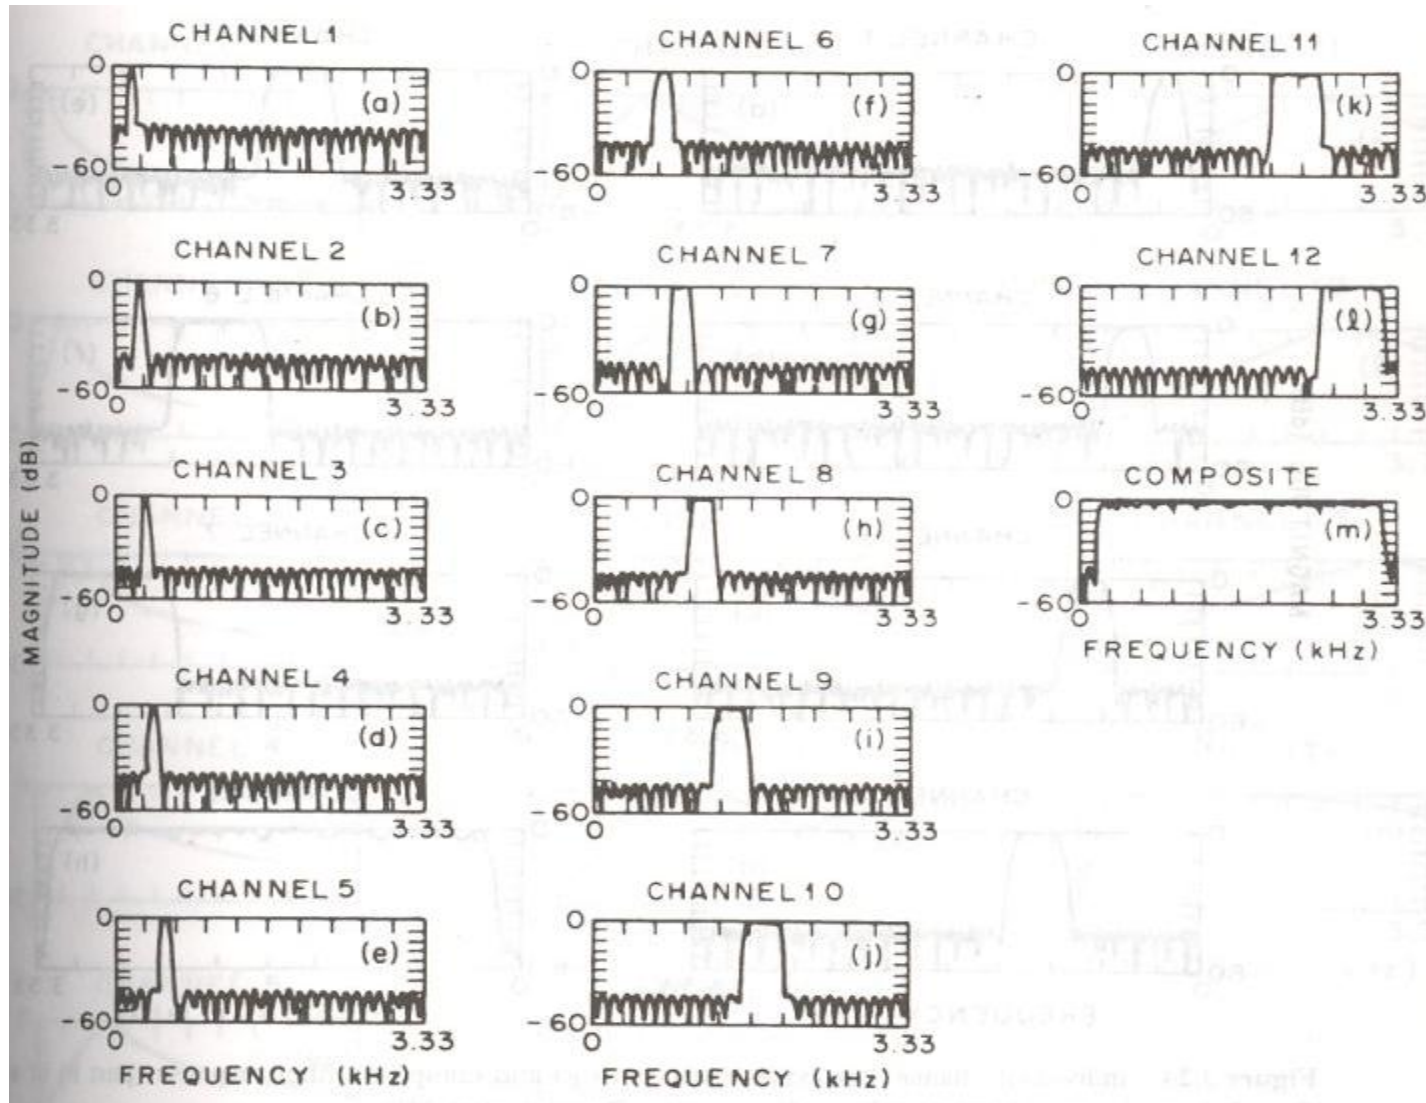 MAGNITUDE (dB)
CHANNEL 1
0
(a)
-60
0
3.33
CHANNEL 2
0
(b)
-60
0
3.33
CHANNEL 3
0
(c)
-60
0
3.33
CHANNEL 4
0
(d)
-60
0
3.33
CHANNEL 5
0
(e)
-60
0
3.33
FREQUENCY (kHz)
CHANNEL 6
0
(f)
-60
0
3.33
CHANNEL 7
0
(g)
-60
0
3.33
CHANNEL 8
0
(h)
-60
0
3.33
CHANNEL 9
0
(i)
-60
0
3.33
CHANNEL 10
0
(j)
-60
0
3.33
FREQUENCY (kHz)
CHANNEL 11
0
(k)
-60
0
3.33
CHANNEL 12
0
(l)
-60
0
3.33
COMPOSITE
0
(m)
-60
0
3.33
FREQUENCY (kHz)